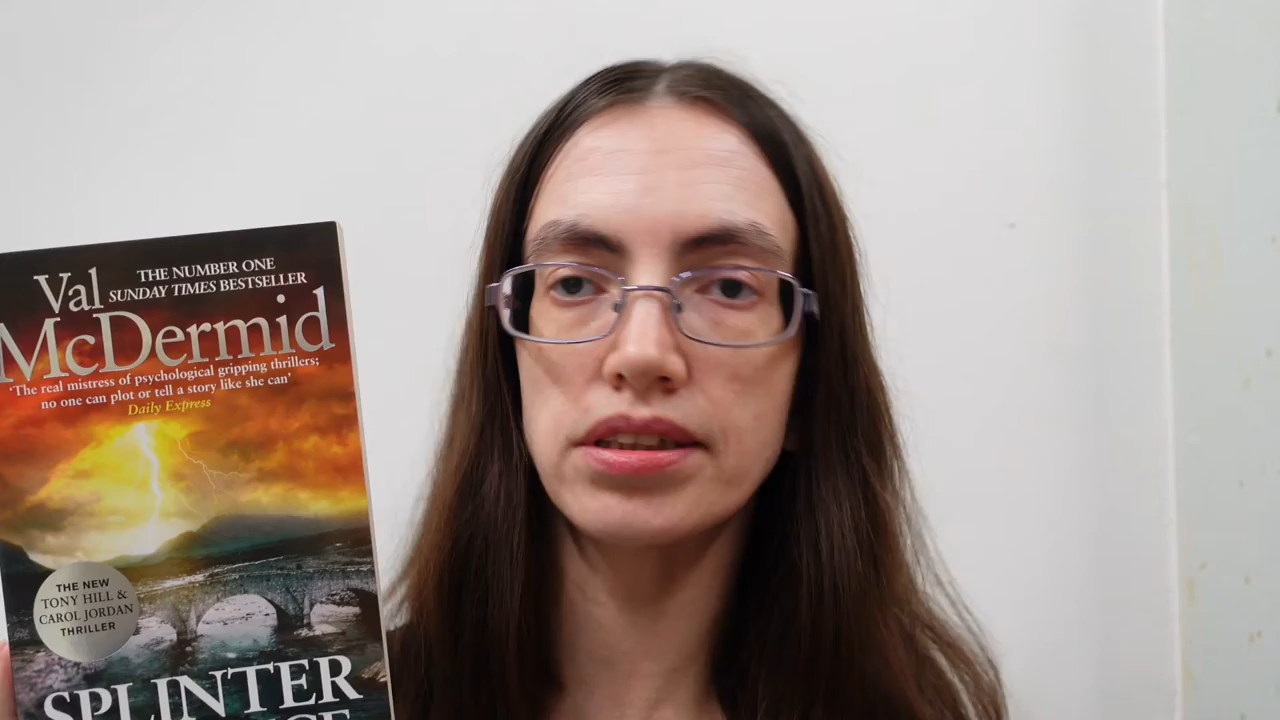 Val
THE NUMBER ONE
SUNDAY TIMES BESTSELLER
McDermid
‘The real mistress of psychological gripping thrillers;
no one can plot or tell a story like she can’
Daily Express
THE NEW
TONY HILL &
CAROL JORDAN
THRILLER
SPLINTER